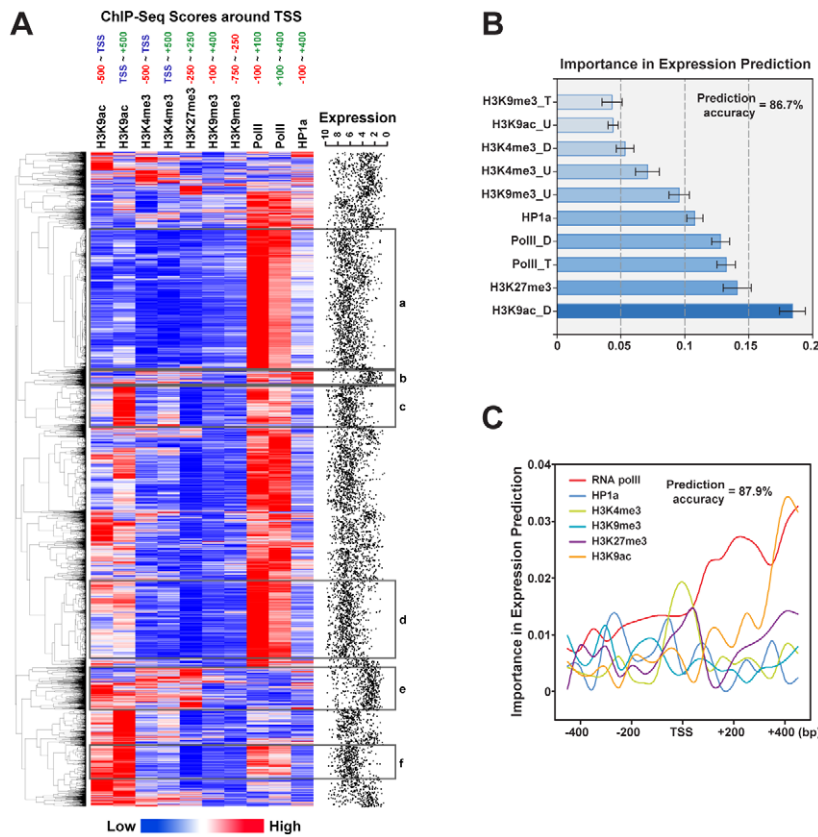 A
ChIP-Seq Scores around TSS
-500 ~ TSS
TSS ~ +500
-500 ~ TSS
TSS ~ +500
-250 ~ +250
-100 ~ +400
-750 ~ -250
-100 ~ +100
+100 ~ +400
-100 ~ +400
H3K9ac
H3K9ac
H3K4me3
H3K4me3
H3K27me3
H3K9me3
H3K9me3
PolII
PolII
HP1a
Expression
10
8
6
4
2
0
a
b
c
d
e
f
Low
High
B
Importance in Expression Prediction
Prediction accuracy = 86.7%
H3K9me3_T
H3K9ac_U
H3K4me3_D
H3K4me3_U
H3K9me3_U
HP1a
PolII_D
PolII_T
H3K27me3
H3K9ac_D
0
0.05
0.1
0.15
0.2
C
Importance in Expression Prediction
0.04
0.03
0.02
0.01
0
RNA polII
HP1a
H3K4me3
H3K9me3
H3K27me3
H3K9ac
Prediction accuracy = 87.9%
-400
-200
TSS
+200
+400 (bp)